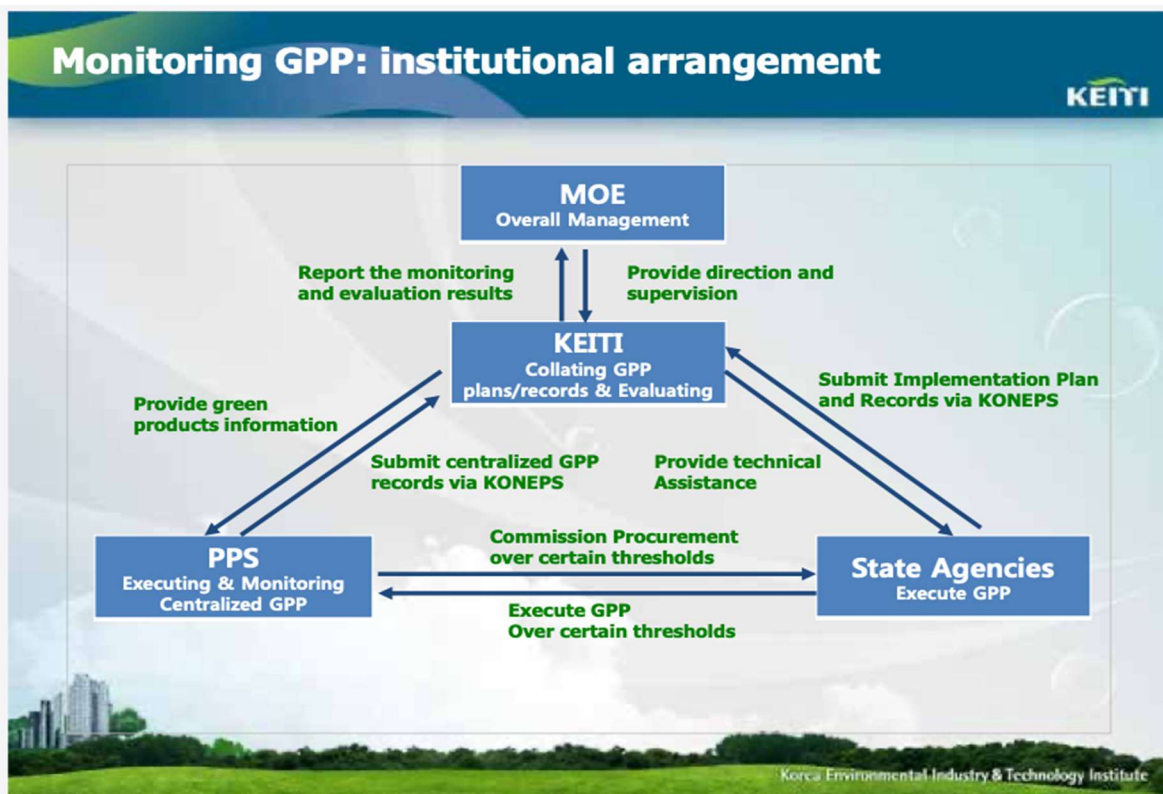 Monitoring GPP: institutional arrangement
KEITI
MOE
Overall Management
Report the monitoring
and evaluation results
Provide direction and
supervision
KEITI
Collating GPP
plans/records & Evaluating
Submit Implementation Plan
and Records via KONEPS
Provide green
products information
Submit centralized GPP
records via KONEPS
Provide technical
Assistance
Commission Procurement
over certain thresholds
PPS
Executing & Monitoring
Centralized GPP
State Agencies
Execute GPP
Execute GPP
Over certain thresholds
Korea Environmental Industry & Technology Institute